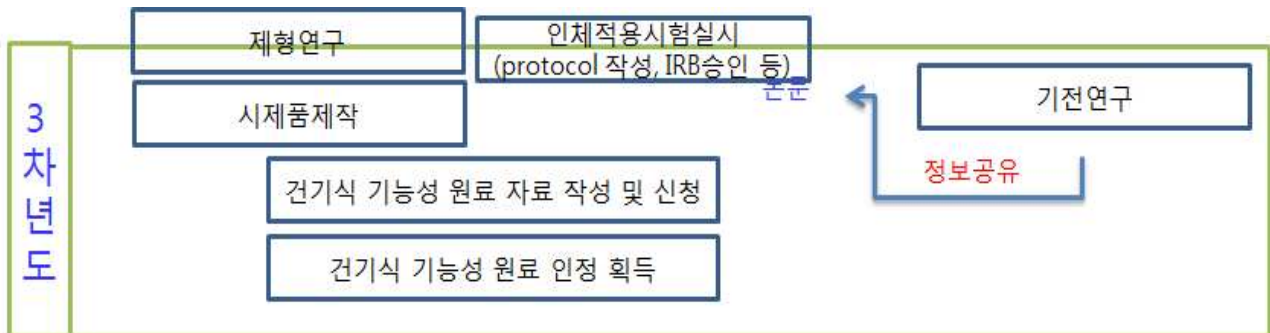 제형연구
인체적용시험실시
(protocol 작성, IRB승인 등)
논문
기전연구
3차년도
시제품제작
정보공유
건기식 기능성 원료 자료 작성 및 신청
건기식 기능성 원료 인정 획득